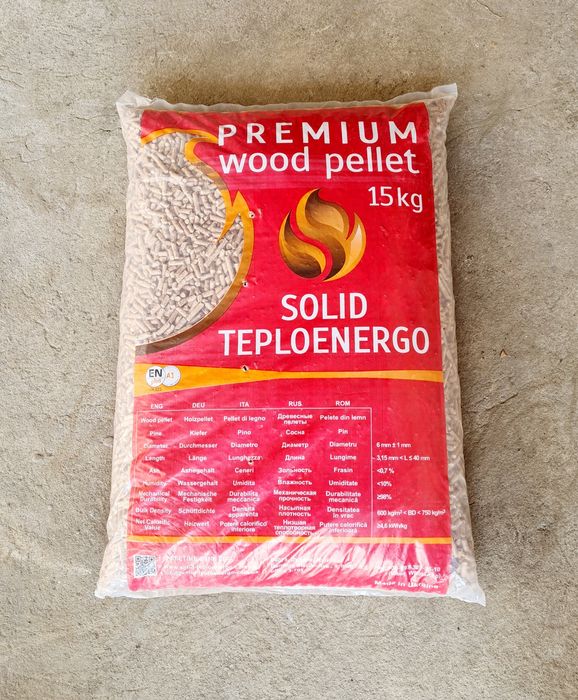 PREMIUM
wood pellet
15kg
SOLID
TEPLOENERGO
EN
A1
ENG DEU ITA RUS ROM
Wood pellet Holzpellet Pellet di legno Древесные пелеты Pelete din lemn
Pine Kiefer Pino Сосна Pin
Diameter Durchmesser Diametro Диаметр Diametru 6 mm ± 1 mm
Length Länge Lunghezza Длина Lungime 3,15 mm < L ≤ 40 mm
Ash Ashegehalt Ceneri Зольность Frasin <0,7 %
Humidity Wassergehalt Umidita Влажность Umiditate <10%
Mechanical Durability Mechanische Festigkeit Durabilita meccanica Механическая прочность Durabilitate mecanică ≥98%
Bulk Density Schüttdichte Densita apparenta Насыпная плотность Densitatea în vrac 600 kg/m³ < BD < 750 kg/m³
Net Calorific Value Heizwert Potere calorifico inferiore Низшая теплотворная способность Putere calorifică inferioară ≥4,6 kWh/kg
Made in Ukraine